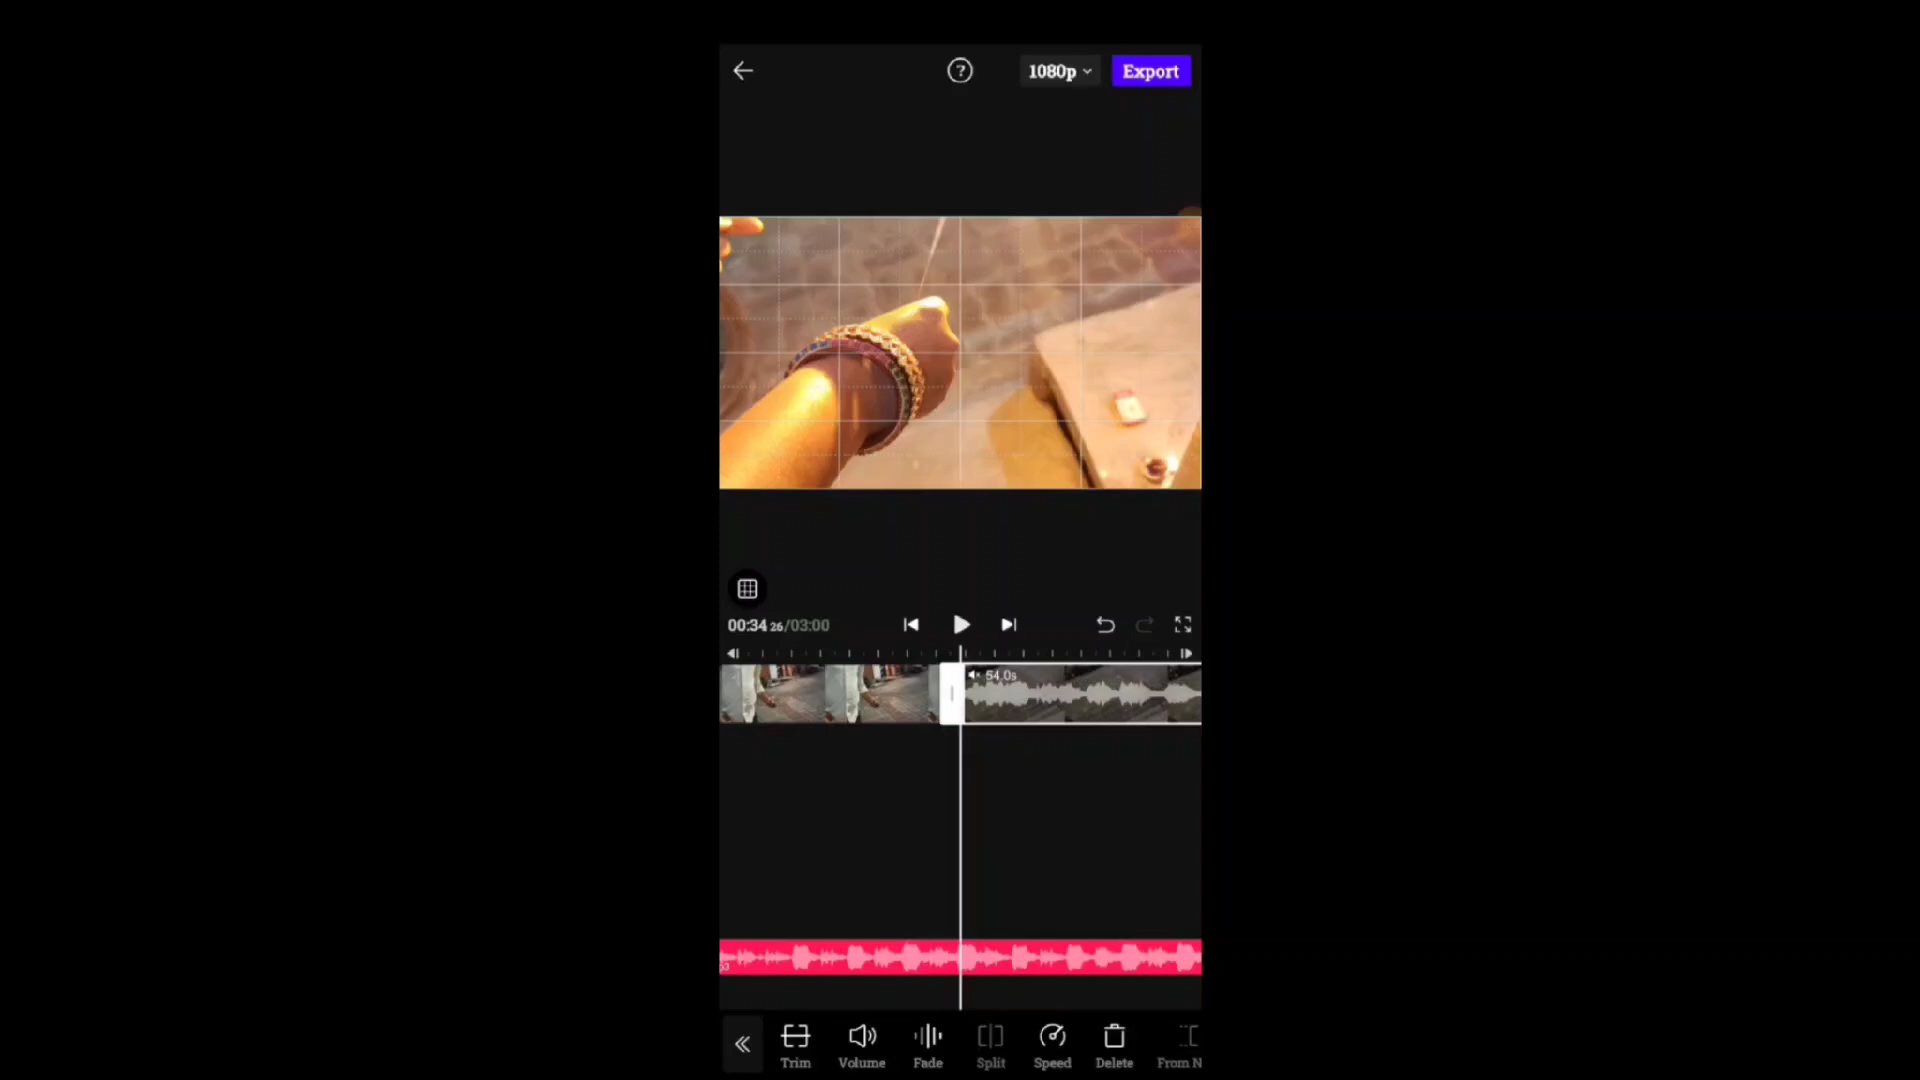 ?
1080p
Export
00:34 26/03:00
54.0s
Trim
Volume
Fade
Split
Speed
Delete
From N